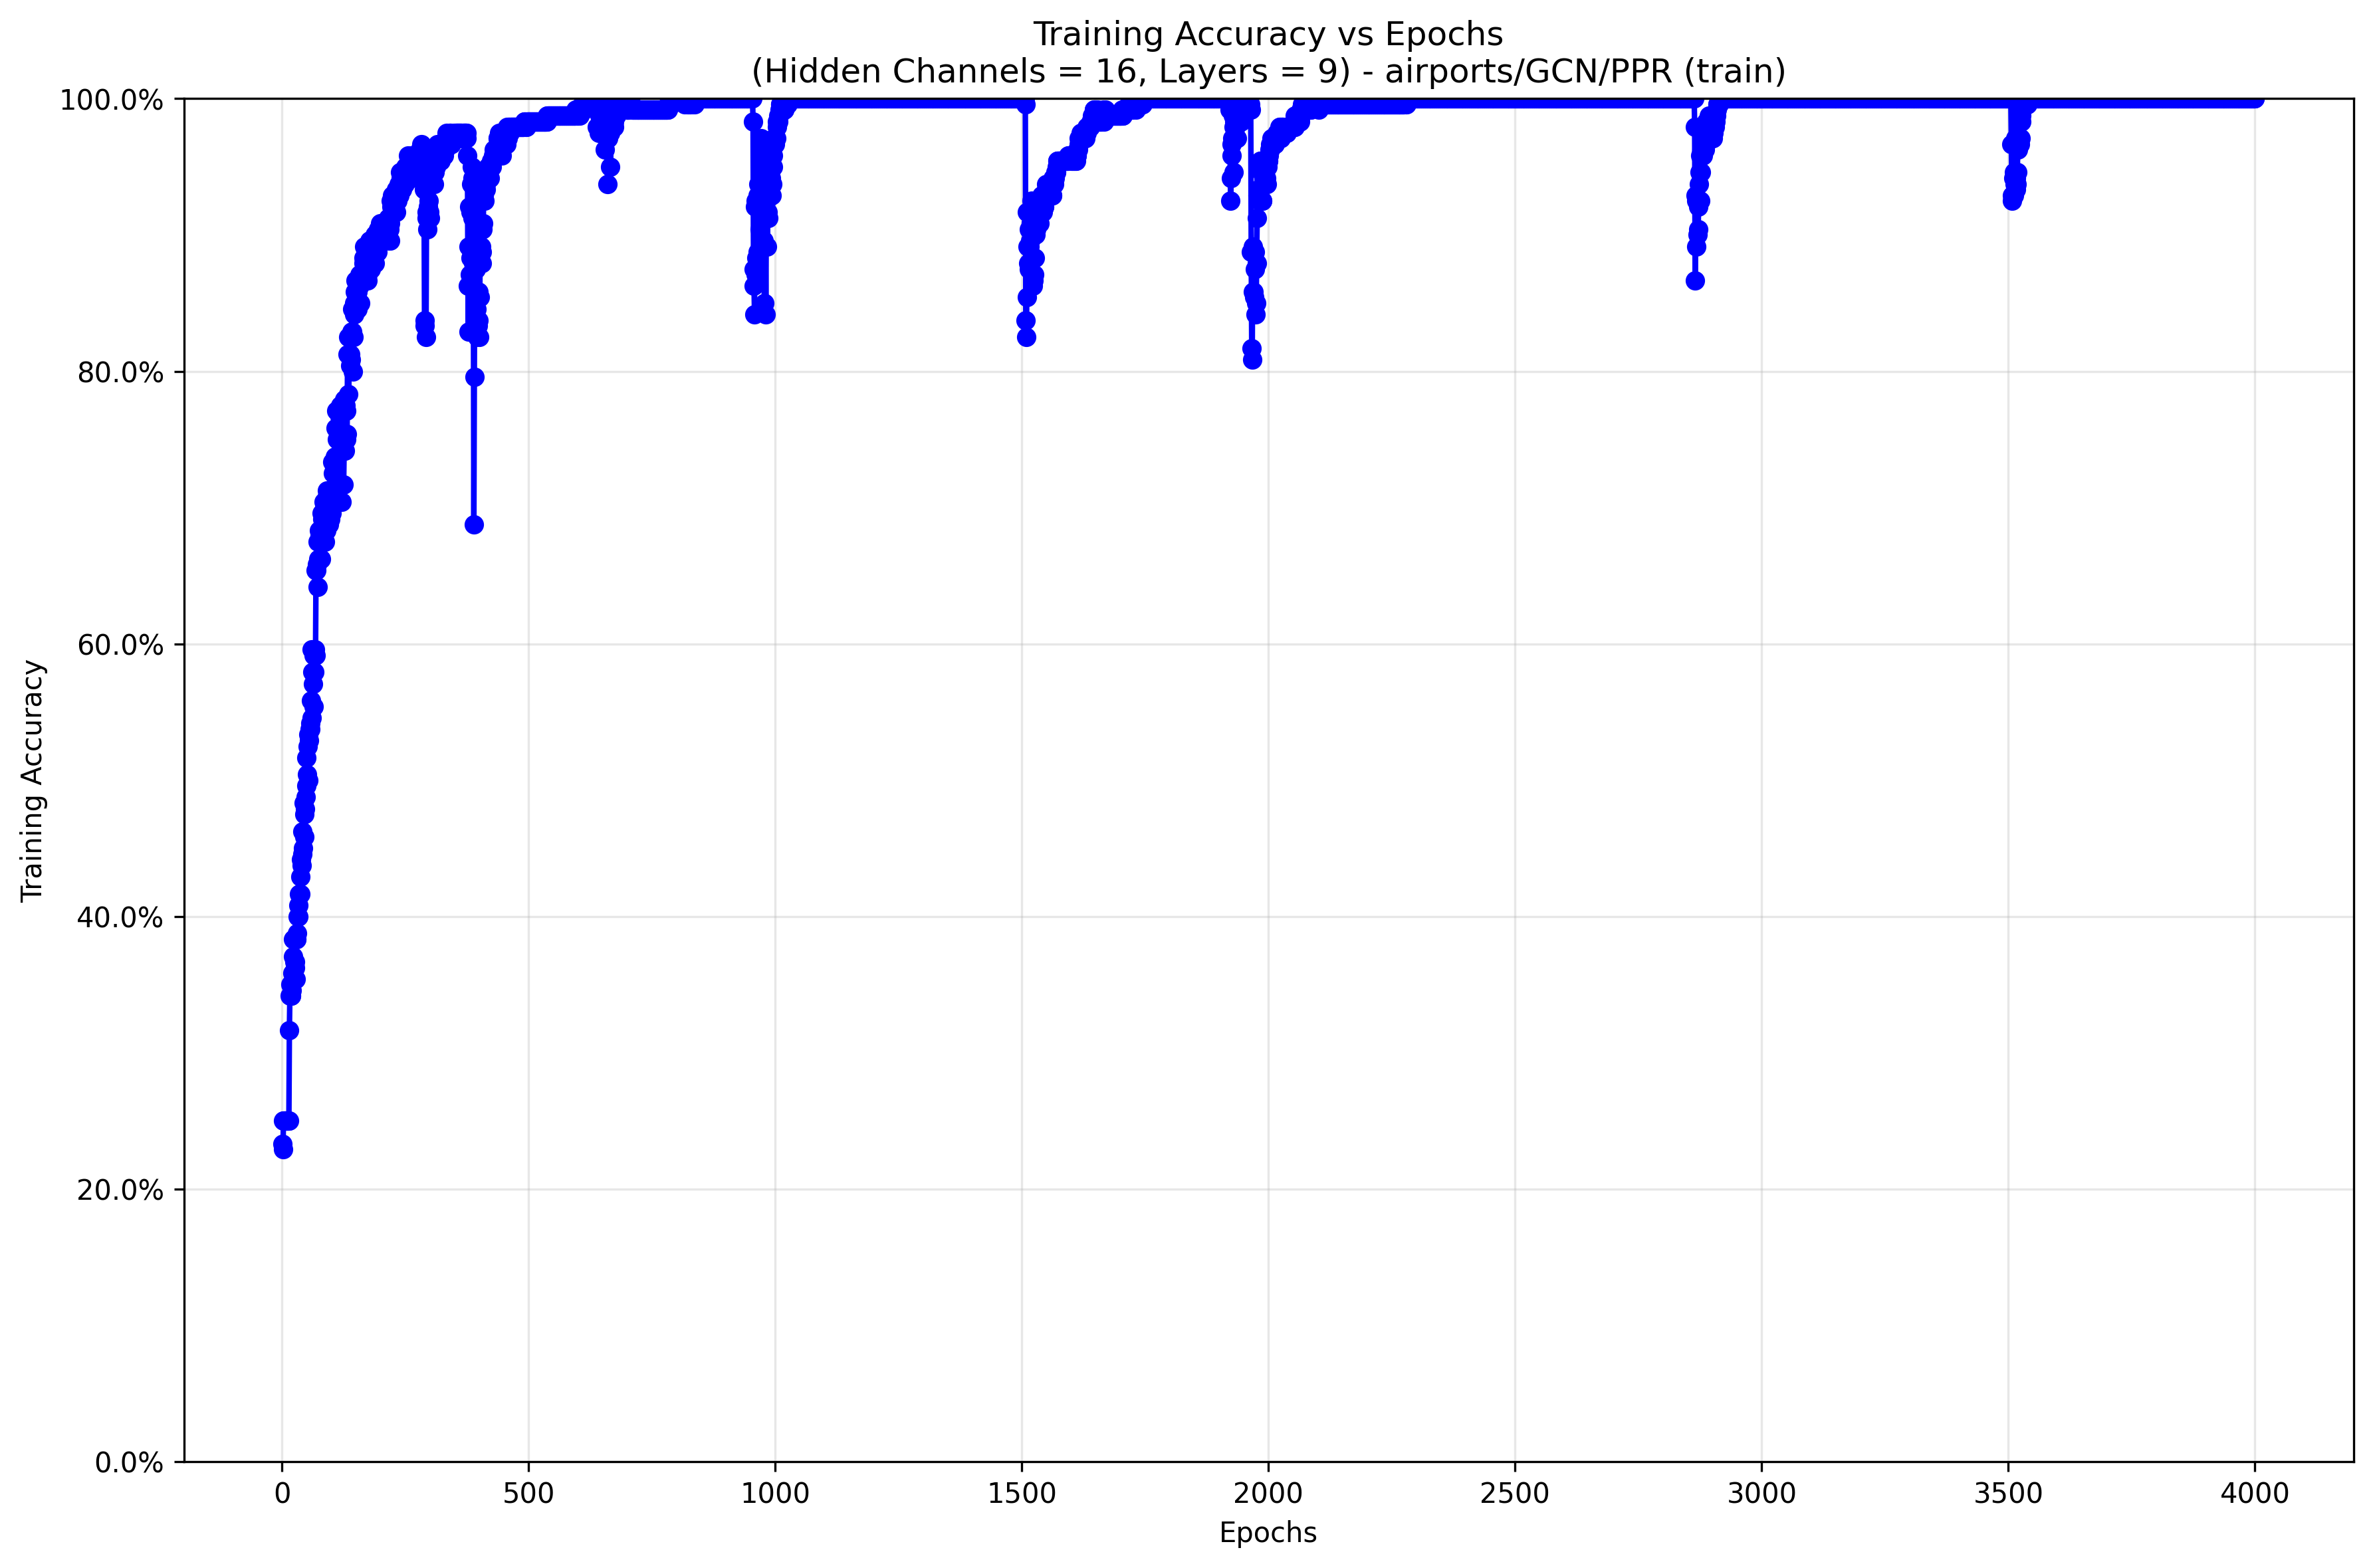 Training Accuracy vs Epochs
(Hidden Channels = 16, Layers = 9) - airports/GCN/PPR (train)
Training Accuracy
100.0%
80.0%
60.0%
40.0%
20.0%
0.0%
0 500 1000 1500 2000 2500 3000 3500 4000
Epochs